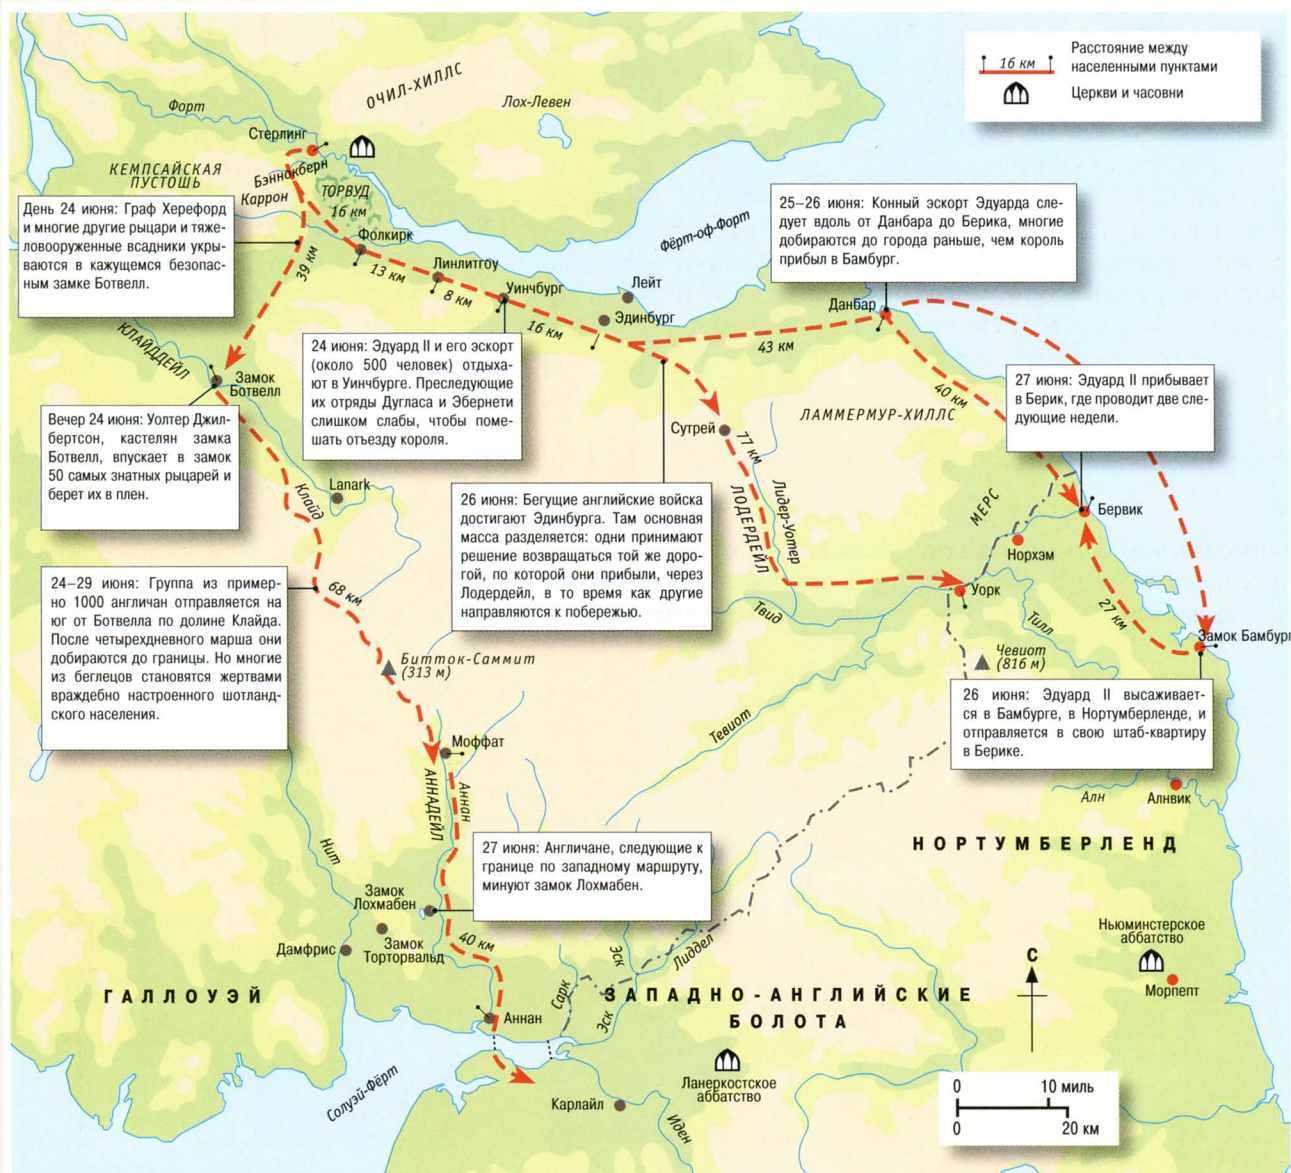 16 км
Расстояние между
населенными пунктами
Церкви и часовни
ОЧИЛ-ХИЛЛС
Форт
Лох-Левен
Стерлинг
КЕМПСАЙСКАЯ
ПУСТОШЬ
Бэннокберн
Каррон
ТОРВУД
16 км
День 24 июня: Граф Херефорд
и многие другие рыцари и тяже-
ловооруженные всадники укры-
ваются в кажущемся безопас-
ным замке Ботвелл.
25–26 июня: Конный эскорт Эдуарда сле-
дует вдоль от Данбара до Берика, многие
добираются до города раньше, чем король
прибыл в Бамбург.
Фёрт-оф-Форт
Фолкирк
39 км
13 км
Линлитгоу
8 км
Уинчбург
16 км
Лейт
Эдинбург
Данбар
43 км
40 км
КЛАЙДДЕЙЛ
Замок
Ботвелл
24 июня: Эдуард II и его эскорт
(около 500 человек) отдыха-
ют в Уинчбурге. Преследующие
их отряды Дугласа и Эбернети
слишком слабы, чтобы поме-
шать отъезду короля.
27 июня: Эдуард II прибывает
в Берик, где проводит две сле-
дующие недели.
ЛАММЕРМУР-ХИЛЛС
Сутрей
77 км
Вечер 24 июня: Уолтер Джил-
бертсон, кастелян замка
Ботвелл, впускает в замок
50 самых знатных рыцарей и
берет их в плен.
Lanark
Клайд
26 июня: Бегущие английские войска
достигают Эдинбурга. Там основная
масса разделяется: одни принимают
решение возвращаться той же доро-
гой, по которой они прибыли, через
Лодердейл, в то время как другие
направляются к побережью.
ЛОДЕРДЕЙЛ
Лидер-Уотер
МЕРС
Бервик
Норхэм
Уорк
Твид
Тилл
27 км
Замок Бамбург
24–29 июня: Группа из пример-
но 1000 англичан отправляется на
юг от Ботвелла по долине Клайда.
После четырехдневного марша они
добираются до границы. Но многие
из беглецов становятся жертвами
враждебно настроенного шотланд-
ского населения.
68 км
Битток-Саммит
(313 м)
Чевиот
(816 м)
26 июня: Эдуард II высаживает-
ся в Бамбурге, в Нортумберленде, и
отправляется в свою штаб-квартиру
в Берике.
Тевиот
Моффат
АННАДЕЙЛ
Аннан
Алн
Алнвик
НОРТУМБЕРЛЕНД
Нит
27 июня: Англичане, следующие к
границе по западному маршруту,
минуют замок Лохмабен.
Замок
Лохмабен
Замок
Торторвальд
Дамфрис
40 км
Эск
Лиддел
Ньюминстерское
аббатство
Морпепт
С
ГАЛЛОУЭЙ
Сарк
Эск
ЗАПАДНО-АНГЛИЙСКИЕ
БОЛОТА
Аннан
Солуэй-Фёрт
Ланеркостское
аббатство
Карлайл
Иден
0 10 миль
0 20 км